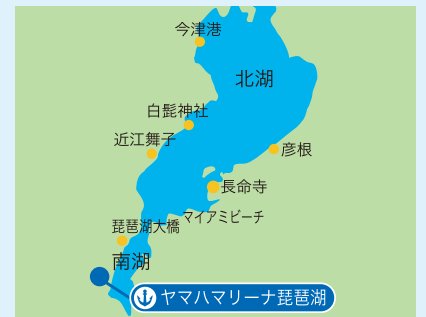 今津港
北湖
白髭神社
近江舞子
彦根
長命寺
マイアミビーチ
琵琶湖大橋
南湖
ヤマハマリーナ琵琶湖